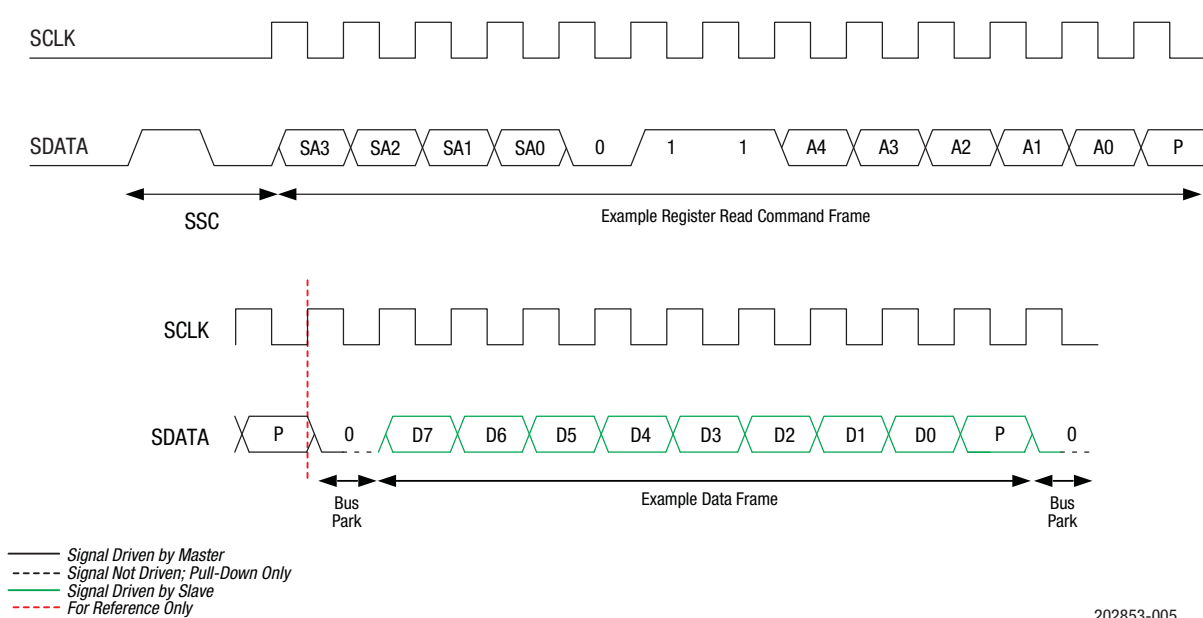 SCLK
SDATA SA3 SA2 SA1 SA0 0 1 1 A4 A3 A2 A1 A0 P
SSC Example Register Read Command Frame
SCLK
SDATA P 0 D7 D6 D5 D4 D3 D2 D1 D0 P 0
Bus Example Data Frame Bus
Park Park
Signal Driven by Master
Signal Not Driven; Pull-Down Only
Signal Driven by Slave
For Reference Only
202853-005